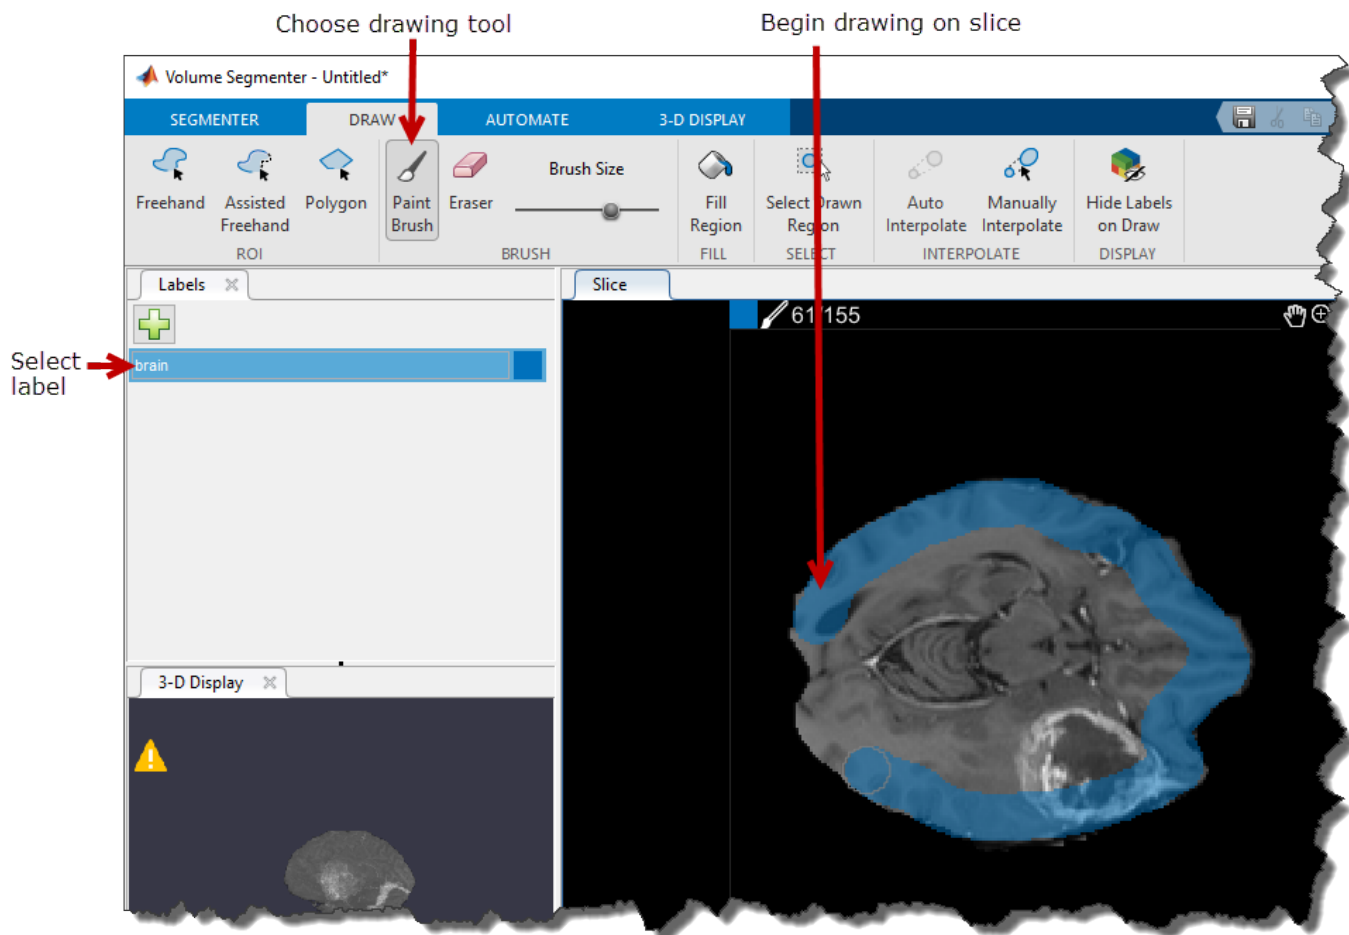 Choose drawing tool
Begin drawing on slice
Volume Segmenter - Untitled*
SEGMENTER
DRAW
AUTOMATE
3-D DISPLAY
Freehand
Assisted
Freehand
Polygon
Paint
Brush
Eraser
Brush Size
Fill
Region
Select Drawn
Region
Auto
Interpolate
Manually
Interpolate
Hide Labels
on Draw
ROI
BRUSH
FILL
SELECT
INTERPOLATE
DISPLAY
Labels
Slice
61/155
Select
label
brain
3-D Display